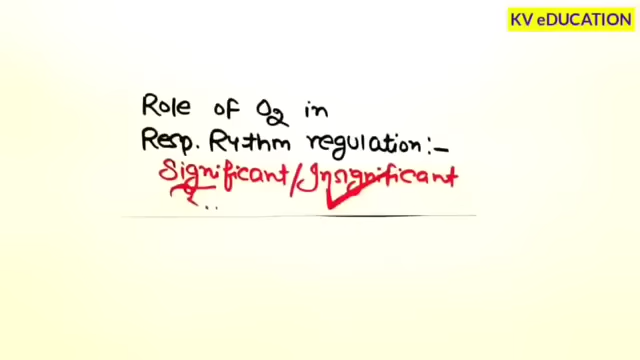 KV eDUCATION
Role of O2 in
Resp. Rythm regulation:-
Significant/Insignificant